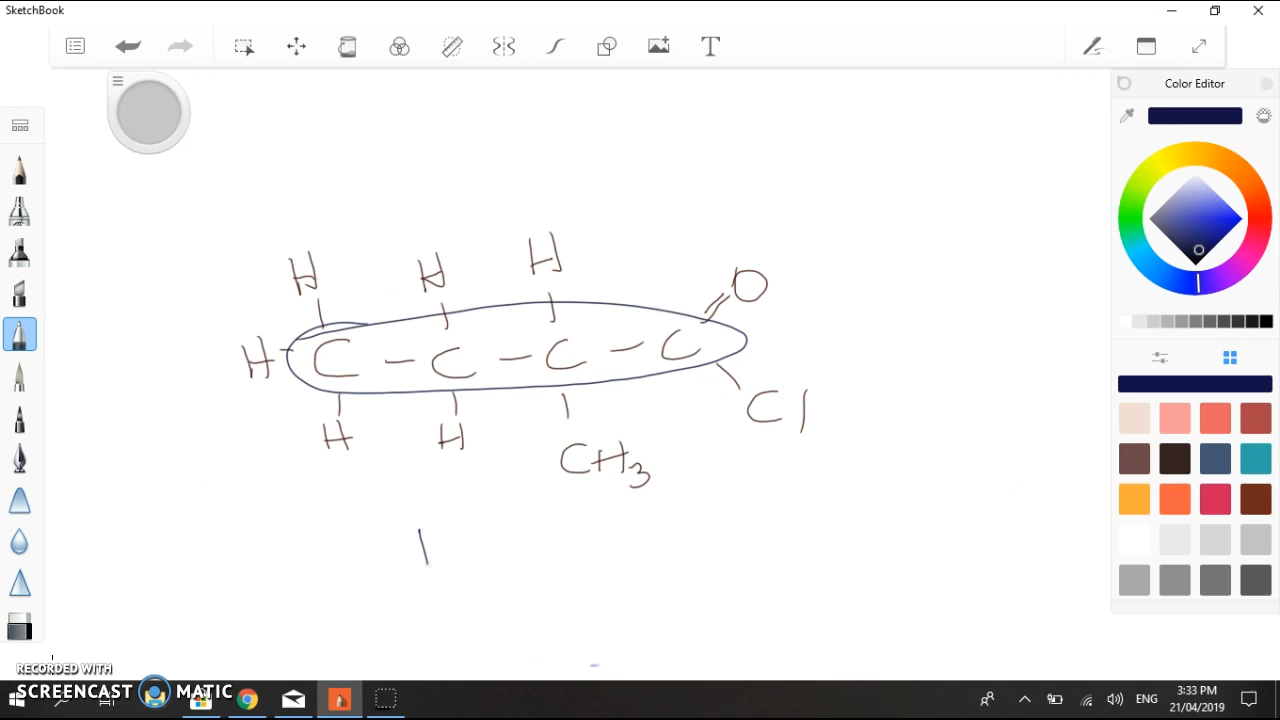 SketchBook
Color Editor
H H H O
H - C - C - C - C
Cl
H H
CH3
RECORDED WITH
SCREENCAST MATIC
ENG
3:33 PM
21/04/2019